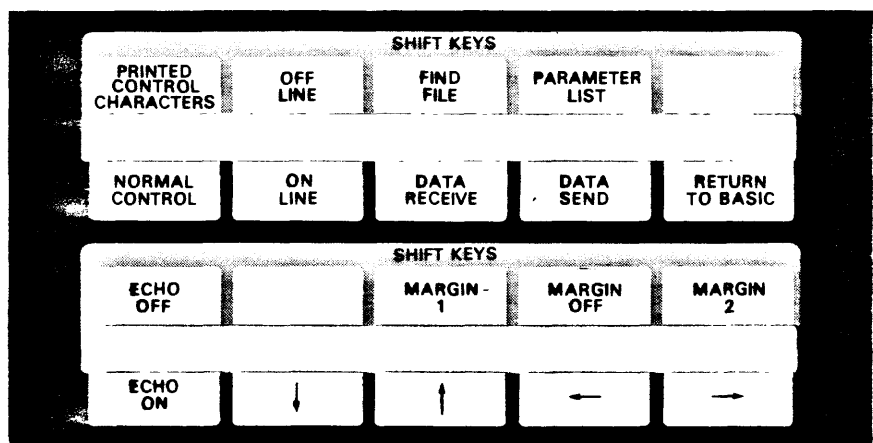 SHIFT KEYS
PRINTED
CONTROL
CHARACTERS
OFF
LINE
FIND
FILE
PARAMETER
LIST
NORMAL
CONTROL
ON
LINE
DATA
RECEIVE
DATA
SEND
RETURN
TO BASIC
SHIFT KEYS
ECHO
OFF
MARGIN
1
MARGIN
OFF
MARGIN
2
ECHO
ON
↓
↑
←
→